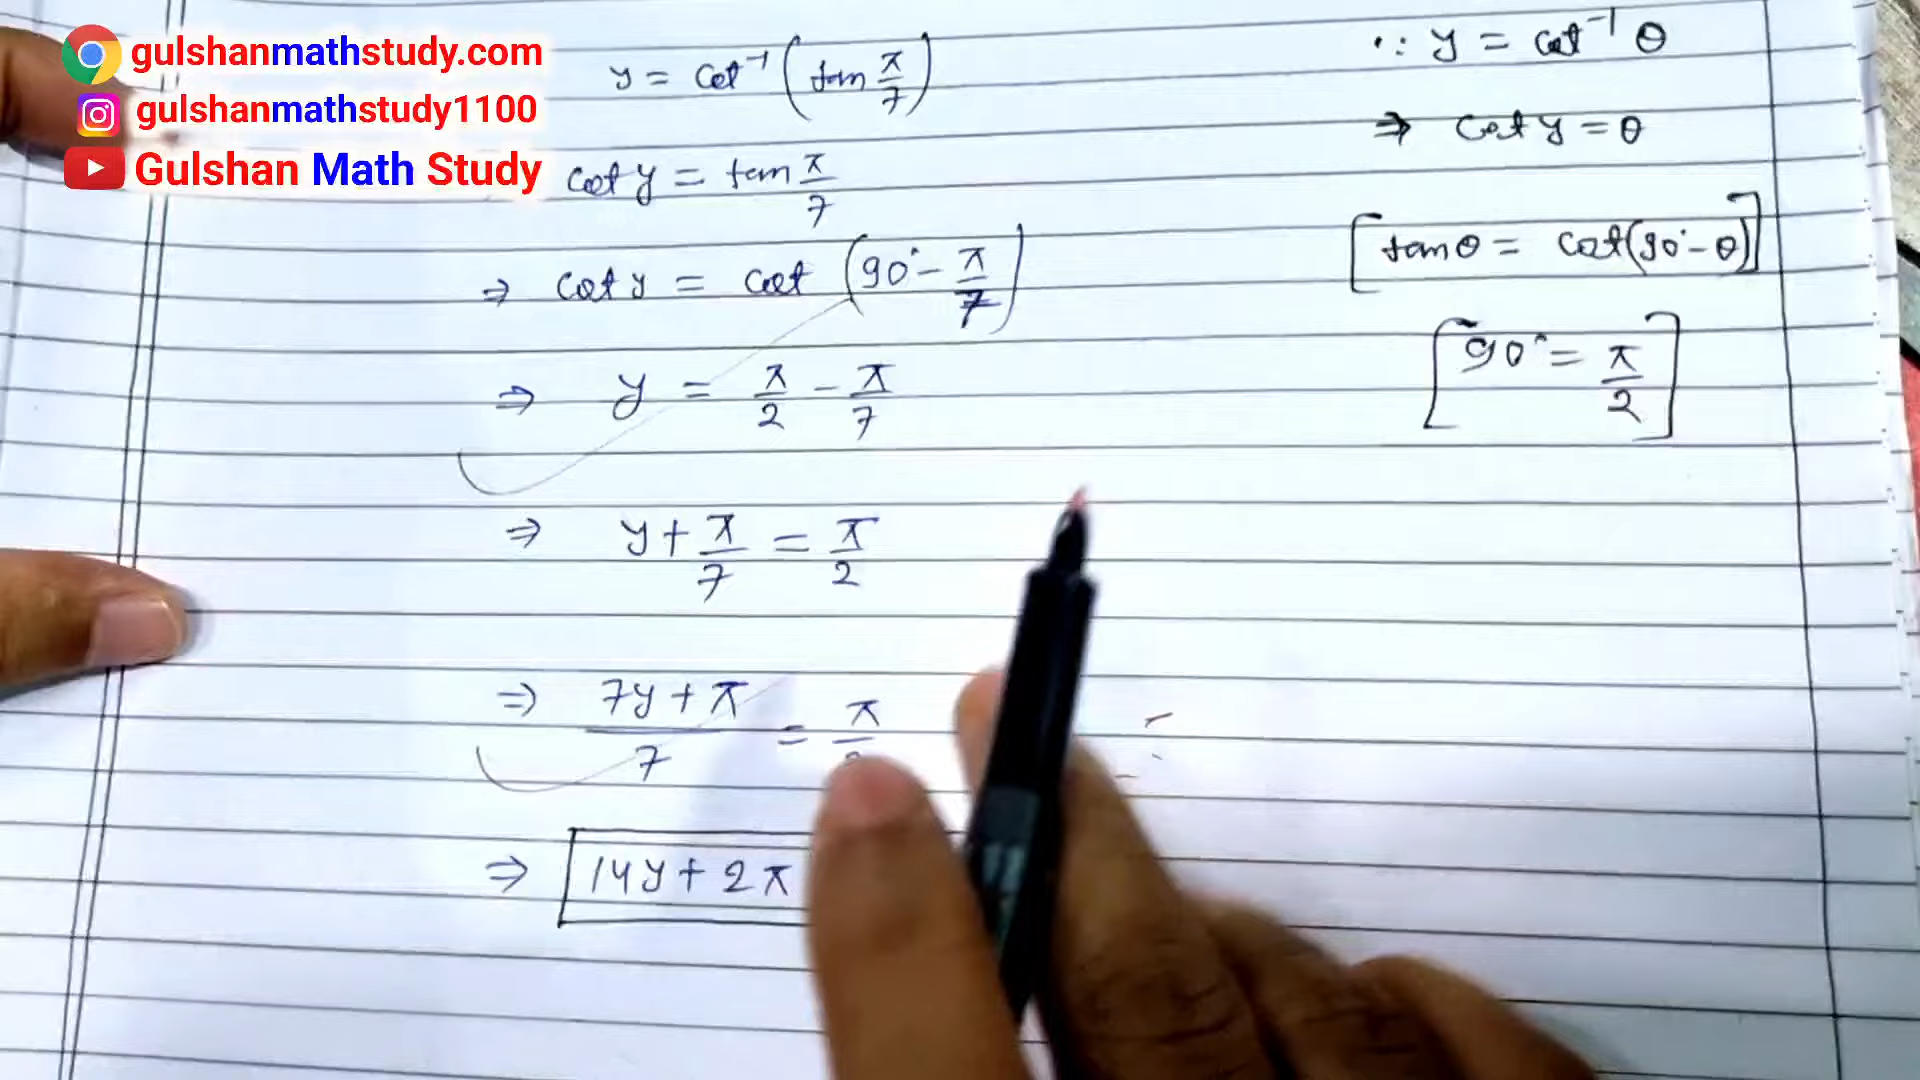 gulshanmathstudy.com
gulshanmathstudy1100
Gulshan Math Study
y = cot⁻¹ (tan π/7)
cot y = tan π/7
⇒ cot y = cot (90° − π/7)
⇒ y = π/2 − π/7
⇒ y + π/7 = π/2
⇒ (7y + π)/7 = π/
⇒ 14y + 2π
∵ y = cot⁻¹ θ
⇒ cot y = θ
[tanθ = cot(90° − θ)]
[90° = π/2]